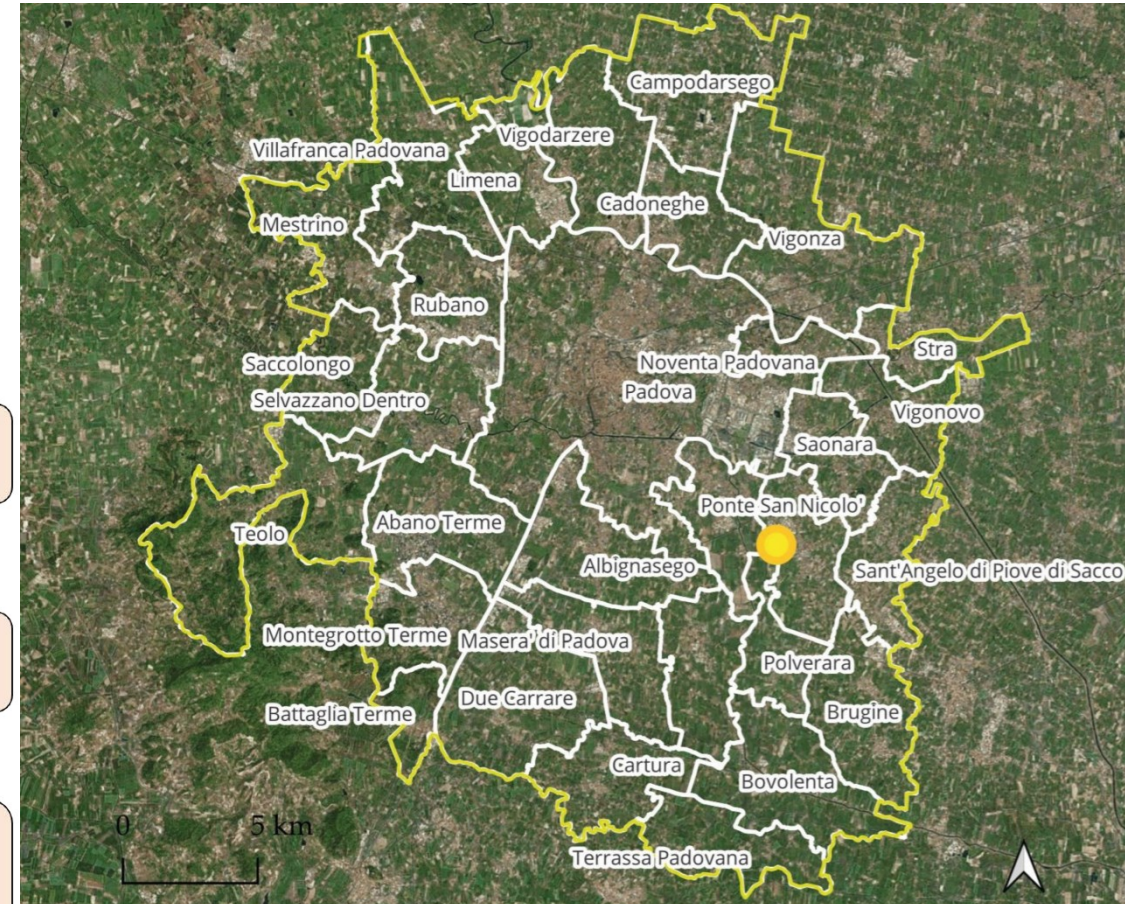 Campodarsego
Vigodarzere
Villafranca Padovana
Limena
Cadoneghe
Mestrino
Vigonza
Rubano
Stra
Saccolongo
Noventa Padovana
Padova
Selvazzano Dentro
Vigonovo
Saonara
Ponte San Nicolo'
Abano Terme
Teolo
Albignasego
Sant'Angelo di Piove di Sacco
Montegrotto Terme
Masera' di Padova
Polverara
Due Carrare
Battaglia Terme
Brugine
Cartura
Bovolenta
0 5 km
Terrassa Padovana